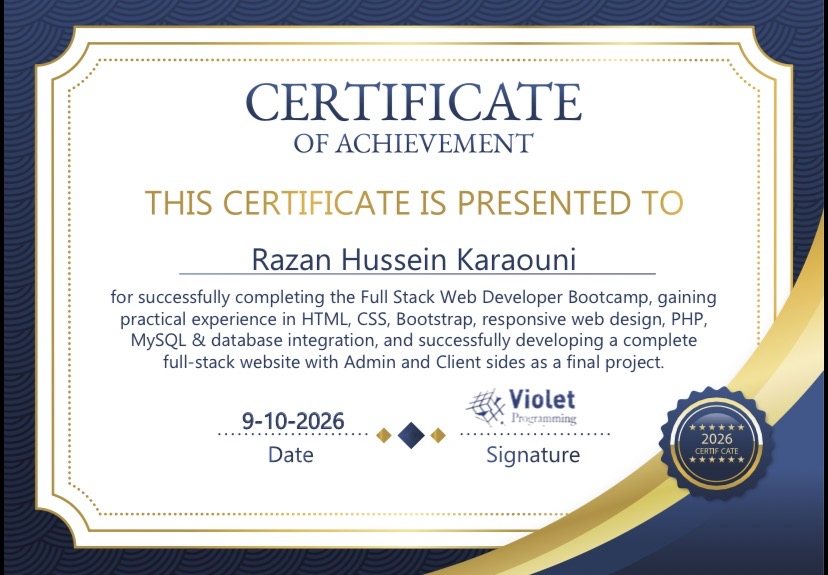 CERTIFICATE
OF ACHIEVEMENT
THIS CERTIFICATE IS PRESENTED TO
Razan Hussein Karaouni
for successfully completing the Full Stack Web Developer Bootcamp, gaining
practical experience in HTML, CSS, Bootstrap, responsive web design, PHP,
MySQL & database integration, and successfully developing a complete
full-stack website with Admin and Client sides as a final project.
9-10-2026
Date
Violet
Programming
Signature
2026
CERTIF CATE